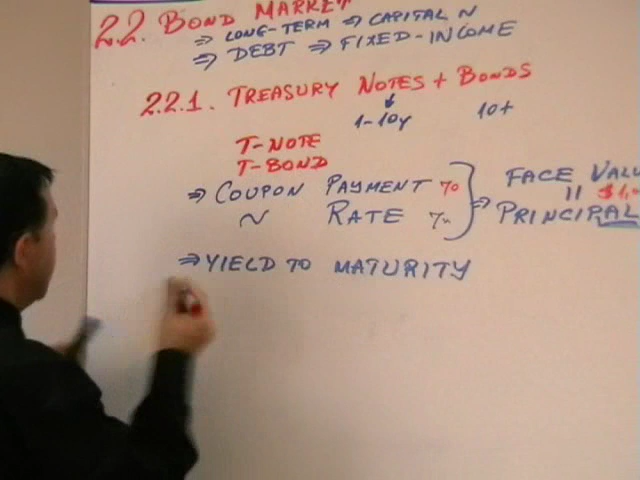 2.2. BOND MARKET
⇒ LONG-TERM ⇒ CAPITAL N
⇒ DEBT ⇒ FIXED-INCOME
2.2.1. TREASURY NOTES + BONDS
1-10y 10+
T-NOTE
T-BOND
⇒ COUPON PAYMENT % ⇒ FACE VALU
~ RATE % || $1,
PRINCIPAL
⇒ YIELD TO MATURITY